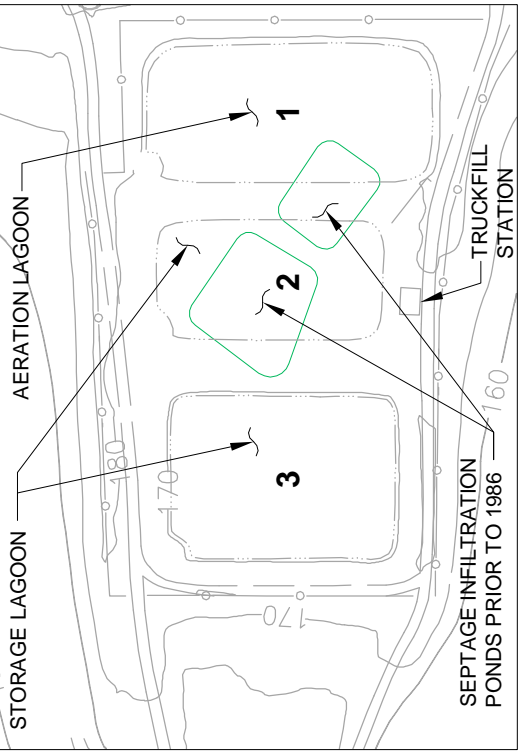 STORAGE LAGOON
AERATION LAGOON
180
170
1
2
3
170
160
TRUCKFILL
STATION
SEPTAGE INFILTRATION
PONDS PRIOR TO 1986